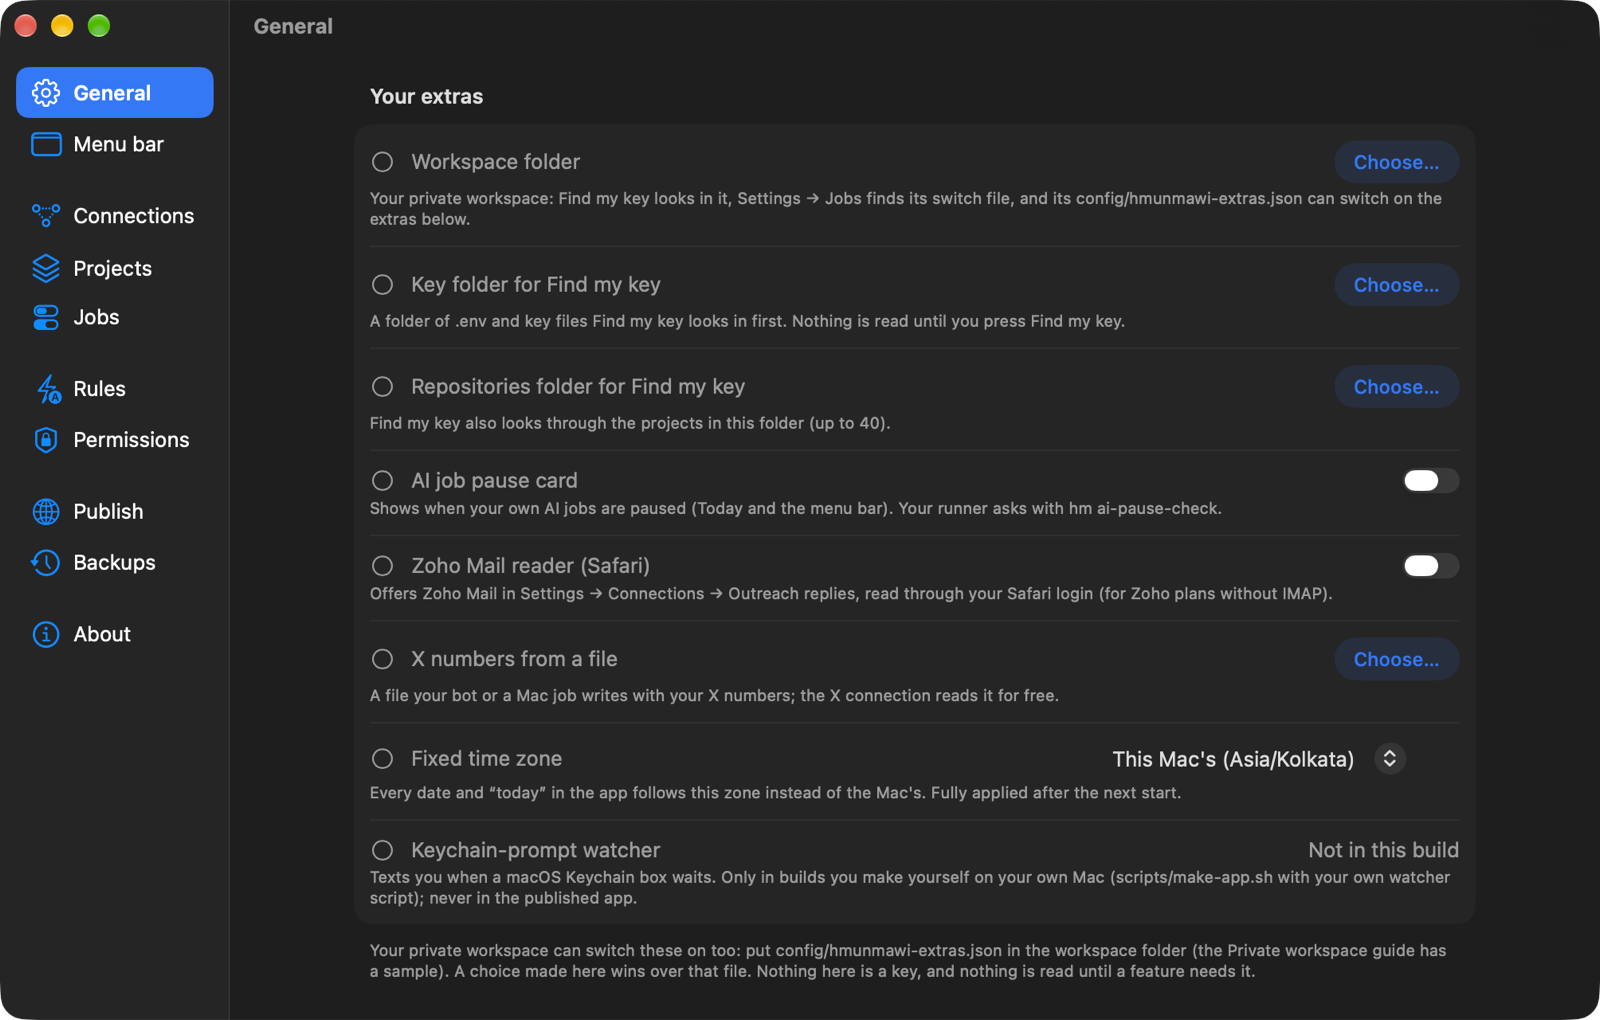 General
General
Menu bar
Connections
Projects
Jobs
Rules
Permissions
Publish
Backups
About
Your extras
Workspace folder
Choose...
Your private workspace: Find my key looks in it, Settings → Jobs finds its switch file, and its config/hmunmawi-extras.json can switch on the
extras below.
Key folder for Find my key
Choose...
A folder of .env and key files Find my key looks in first. Nothing is read until you press Find my key.
Repositories folder for Find my key
Choose...
Find my key also looks through the projects in this folder (up to 40).
AI job pause card
Shows when your own AI jobs are paused (Today and the menu bar). Your runner asks with hm ai-pause-check.
Zoho Mail reader (Safari)
Offers Zoho Mail in Settings → Connections → Outreach replies, read through your Safari login (for Zoho plans without IMAP).
X numbers from a file
Choose...
A file your bot or a Mac job writes with your X numbers; the X connection reads it for free.
Fixed time zone
This Mac's (Asia/Kolkata)
Every date and “today” in the app follows this zone instead of the Mac's. Fully applied after the next start.
Keychain-prompt watcher
Not in this build
Texts you when a macOS Keychain box waits. Only in builds you make yourself on your own Mac (scripts/make-app.sh with your own watcher
script); never in the published app.
Your private workspace can switch these on too: put config/hmunmawi-extras.json in the workspace folder (the Private workspace guide has
a sample). A choice made here wins over that file. Nothing here is a key, and nothing is read until a feature needs it.